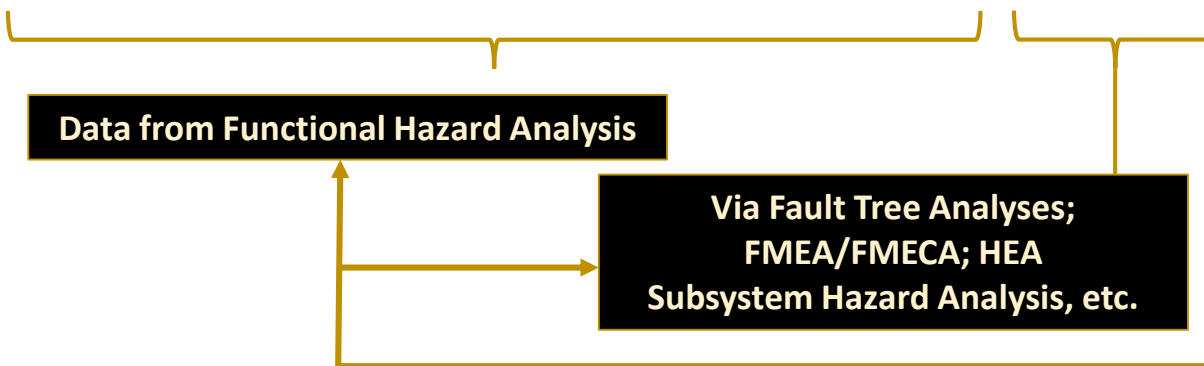 Data from Functional Hazard Analysis
Via Fault Tree Analyses;
FMEA/FMECA; HEA
Subsystem Hazard Analysis, etc.